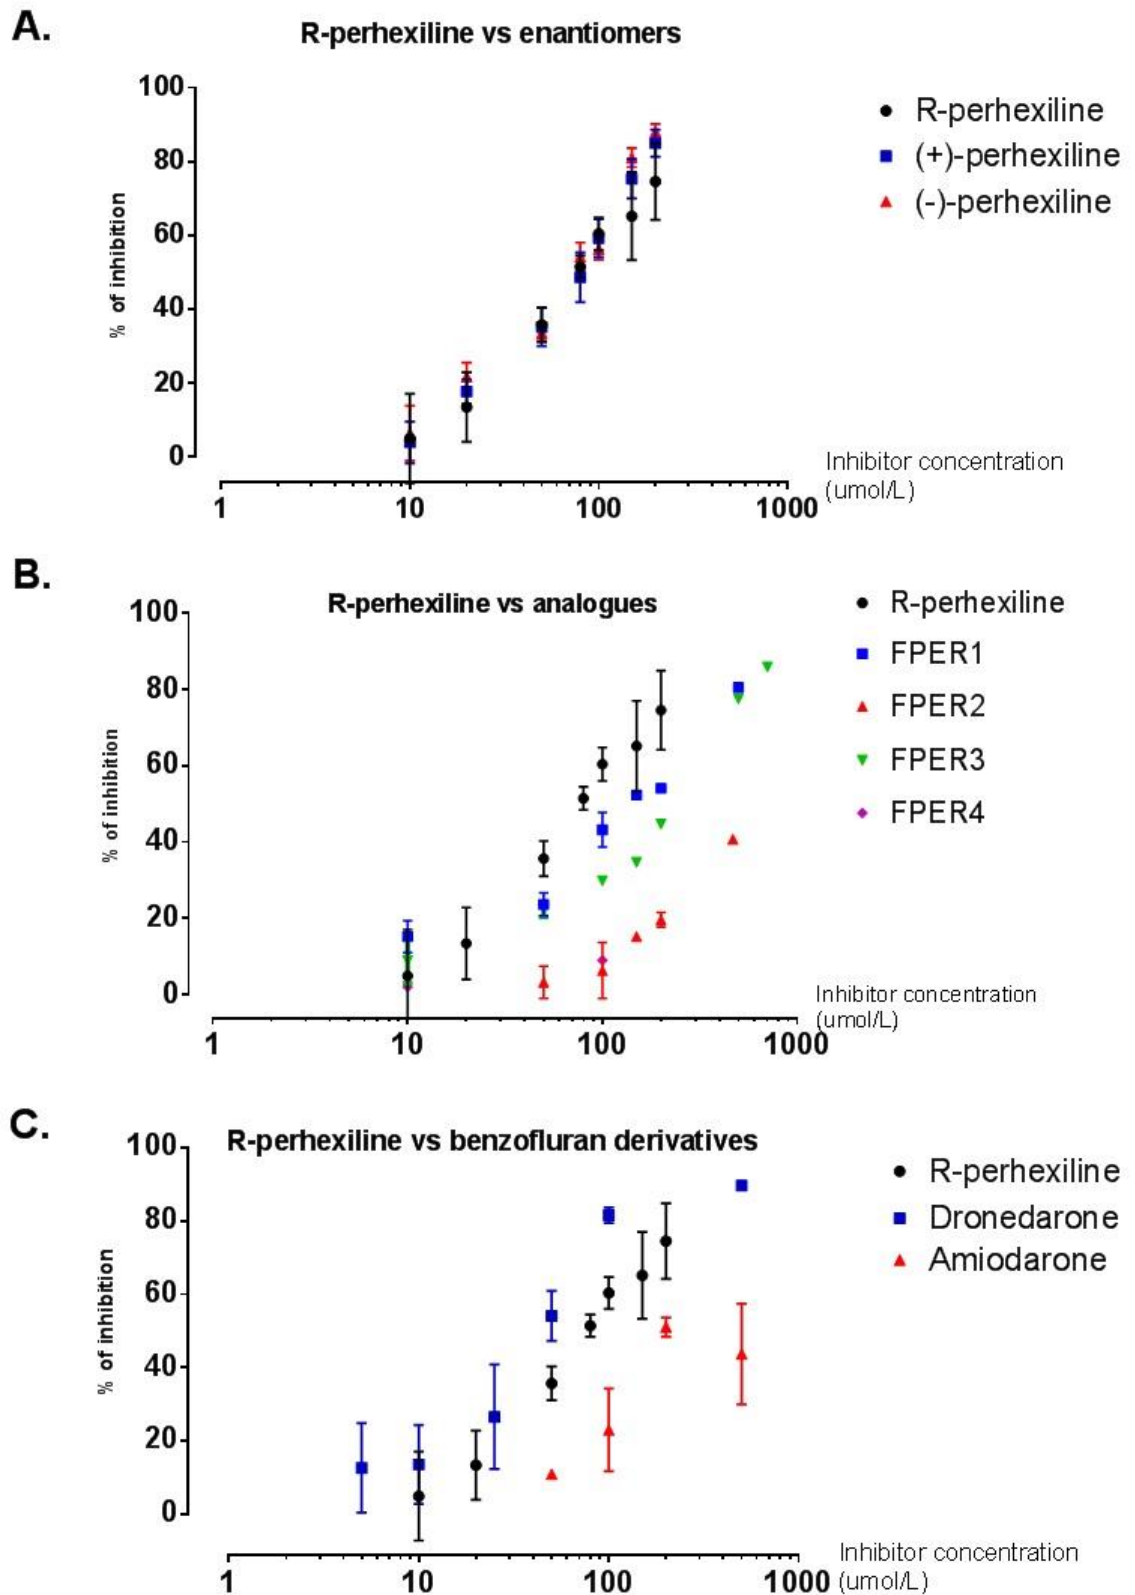 A.
R-perhexiline vs enantiomers
100
80
60
40
20
0
% of inhibition
R-perhexiline
(+)-perhexiline
(-)-perhexiline
Inhibitor concentration
(umol/L)
1 10 100 1000
B.
R-perhexiline vs analogues
100
80
60
40
20
0
% of inhibition
R-perhexiline
FPER1
FPER2
FPER3
FPER4
Inhibitor concentration
(umol/L)
1 10 100 1000
C.
R-perhexiline vs benzofluran derivatives
100
80
60
40
20
0
% of inhibition
R-perhexiline
Dronedarone
Amiodarone
Inhibitor concentration
(umol/L)
1 10 100 1000